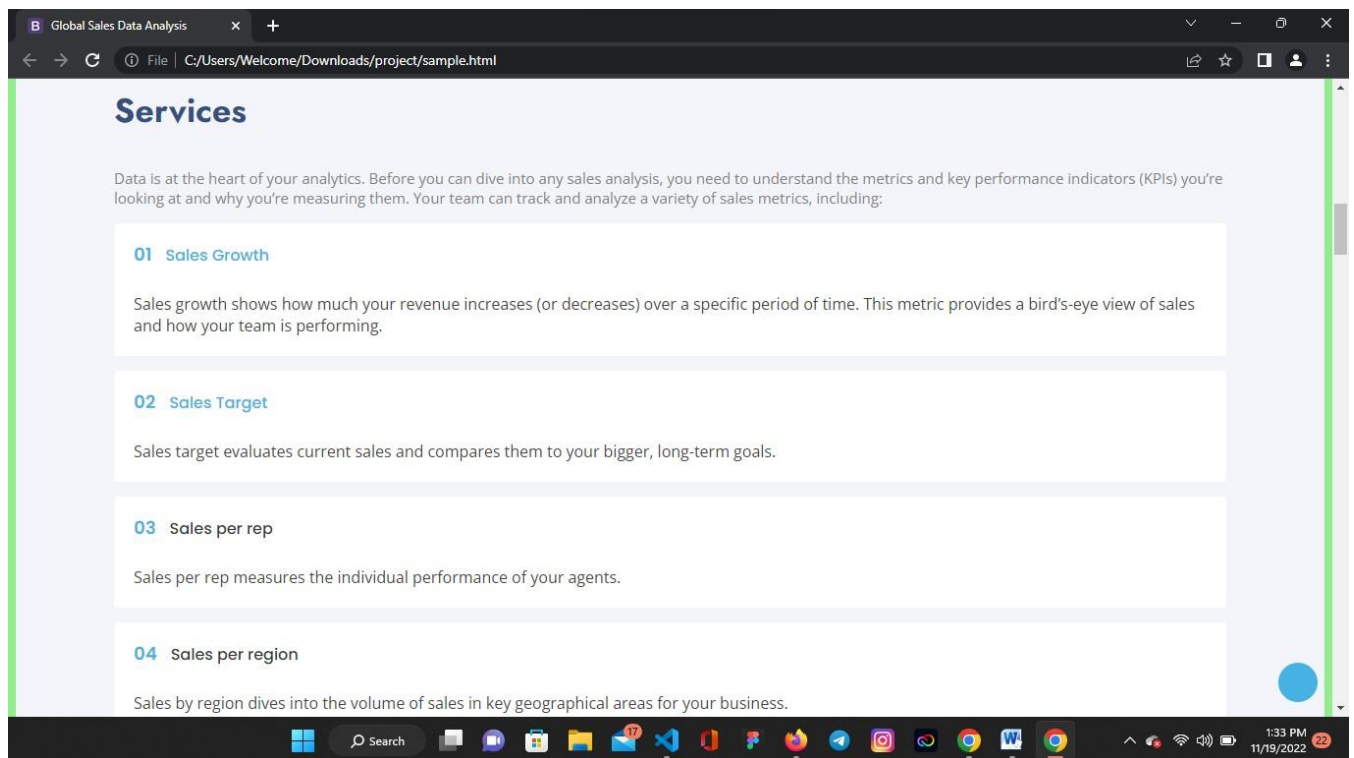 B Global Sales Data Analysis
File C:/Users/Welcome/Downloads/project/sample.html
Services
Data is at the heart of your analytics. Before you can dive into any sales analysis, you need to understand the metrics and key performance indicators (KPIs) you’re
looking at and why you’re measuring them. Your team can track and analyze a variety of sales metrics, including:
01 Sales Growth
Sales growth shows how much your revenue increases (or decreases) over a specific period of time. This metric provides a bird’s-eye view of sales
and how your team is performing.
02 Sales Target
Sales target evaluates current sales and compares them to your bigger, long-term goals.
03 Sales per rep
Sales per rep measures the individual performance of your agents.
04 Sales per region
Sales by region dives into the volume of sales in key geographical areas for your business.
Search
17
W
1:33 PM
11/19/2022
22